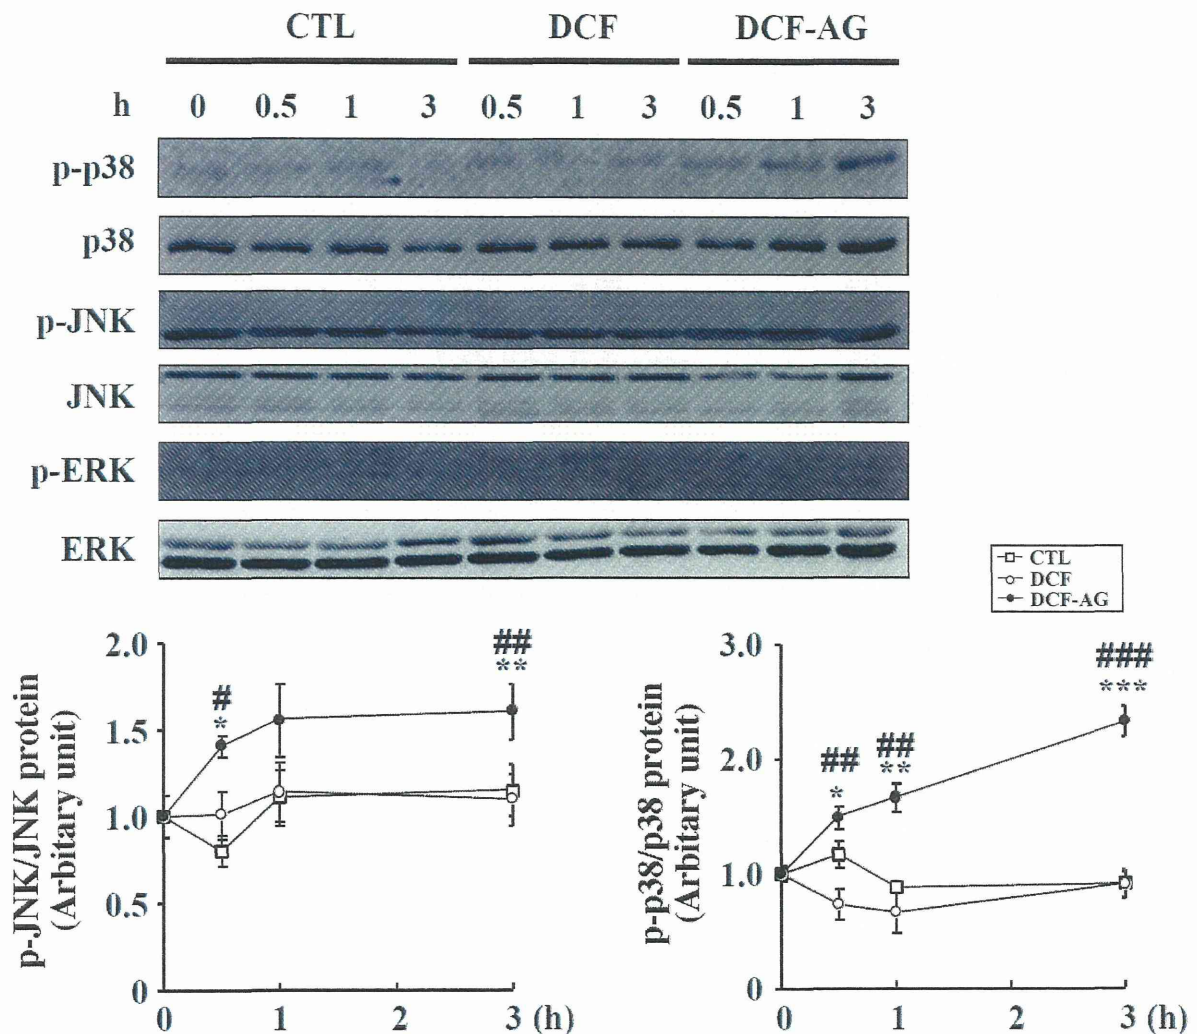 CTL DCF DCF-AG
h 0 0.5 1 3 0.5 1 3 0.5 1 3
p-p38
p38
p-JNK
JNK
p-ERK
ERK
CTL
DCF
DCF-AG
p-JNK/JNK protein
(Arbitary unit)
2.0
1.5
1.0
0.5
0
#
*
##
**
0 1 2 3 (h)
p-p38/p38 protein
(Arbitary unit)
3.0
2.0
1.0
0
##
*
##
**
###
***
0 1 2 3 (h)